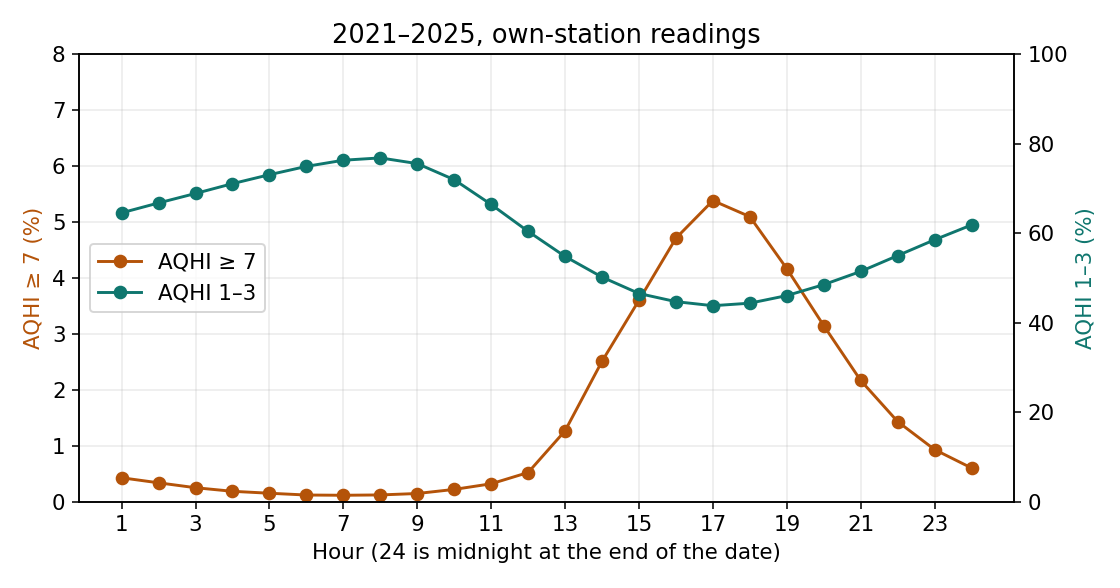 2021–2025, own-station readings
8
7
6
5
4
3
2
1
0
AQHI ≥ 7 (%)
100
80
60
40
20
0
AQHI 1–3 (%)
AQHI ≥ 7
AQHI 1–3
1 3 5 7 9 11 13 15 17 19 21 23
Hour (24 is midnight at the end of the date)